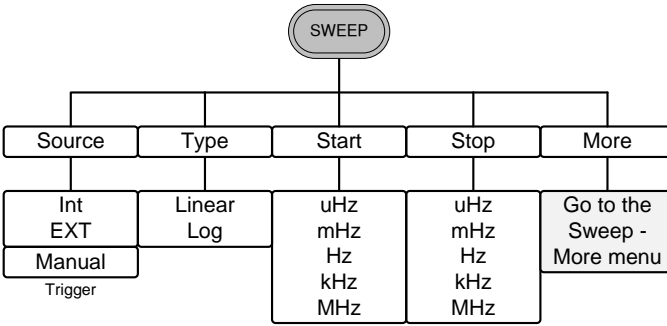 SWEEP
Source
Type
Start
Stop
More
Int
EXT
Manual
Trigger
Linear
Log
uHz
mHz
Hz
kHz
MHz
uHz
mHz
Hz
kHz
MHz
Go to the
Sweep -
More menu